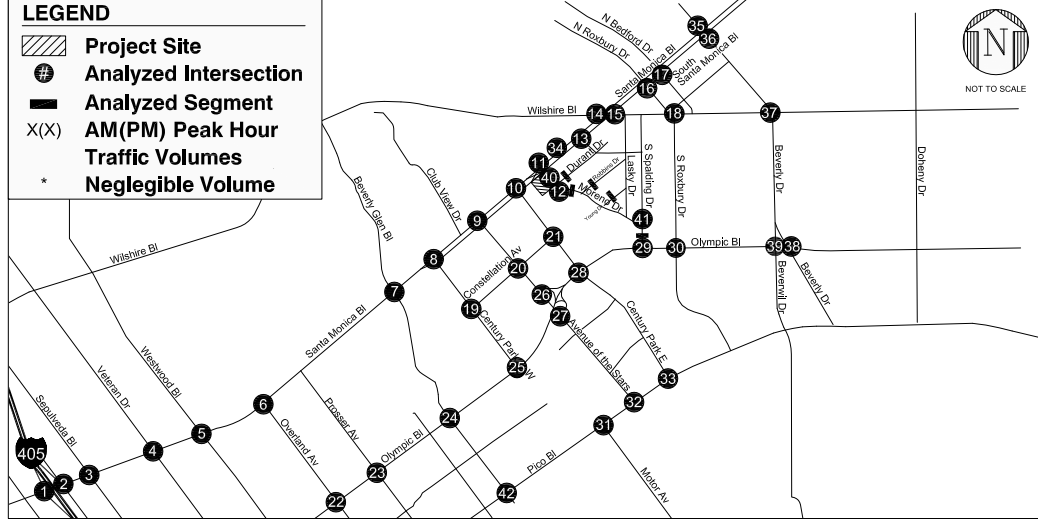 LEGEND
Project Site
# Analyzed Intersection
Analyzed Segment
X(X) AM(PM) Peak Hour
Traffic Volumes
* Neglegible Volume
N
NOT TO SCALE
N Bedford Dr
N Roxbury Dr
Santa Monica Bl
South
Santa Monica Bl
35
36
17
16
Wilshire Bl
14
15
18
37
13
34
11
40
12
10
Durant Dr
Robbins Dr
Moreno Dr
Lasky Dr
S Spalding Dr
S Roxbury Dr
Beverly Dr
Doheny Dr
Club View Dr
Beverly Glen Bl
9
41
21
29
30
Olympic Bl
39
38
Wilshire Bl
8
Constellation Av
20
28
7
26
19
27
Beverwil Dr
Beverly Dr
Santa Monica Bl
Century Park W
Avenue of the Stars
Century Park E
25
33
Westwood Bl
Veteran Dr
Sepulveda Bl
6
Prosser Av
32
24
31
5
Overland Av
Olympic Bl
4
405
Pico Bl
23
3
2
1
22
42
Motor Av